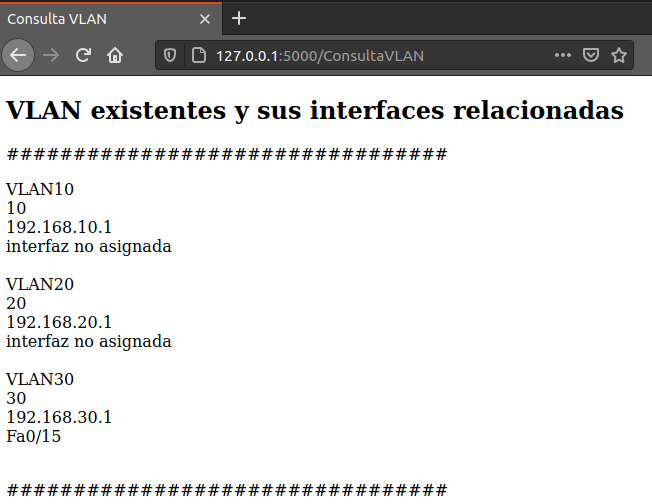 Consulta VLAN
127.0.0.1:5000/ConsultaVLAN
VLAN existentes y sus interfaces relacionadas
#################################
VLAN10
10
192.168.10.1
interfaz no asignada
VLAN20
20
192.168.20.1
interfaz no asignada
VLAN30
30
192.168.30.1
Fa0/15
#################################